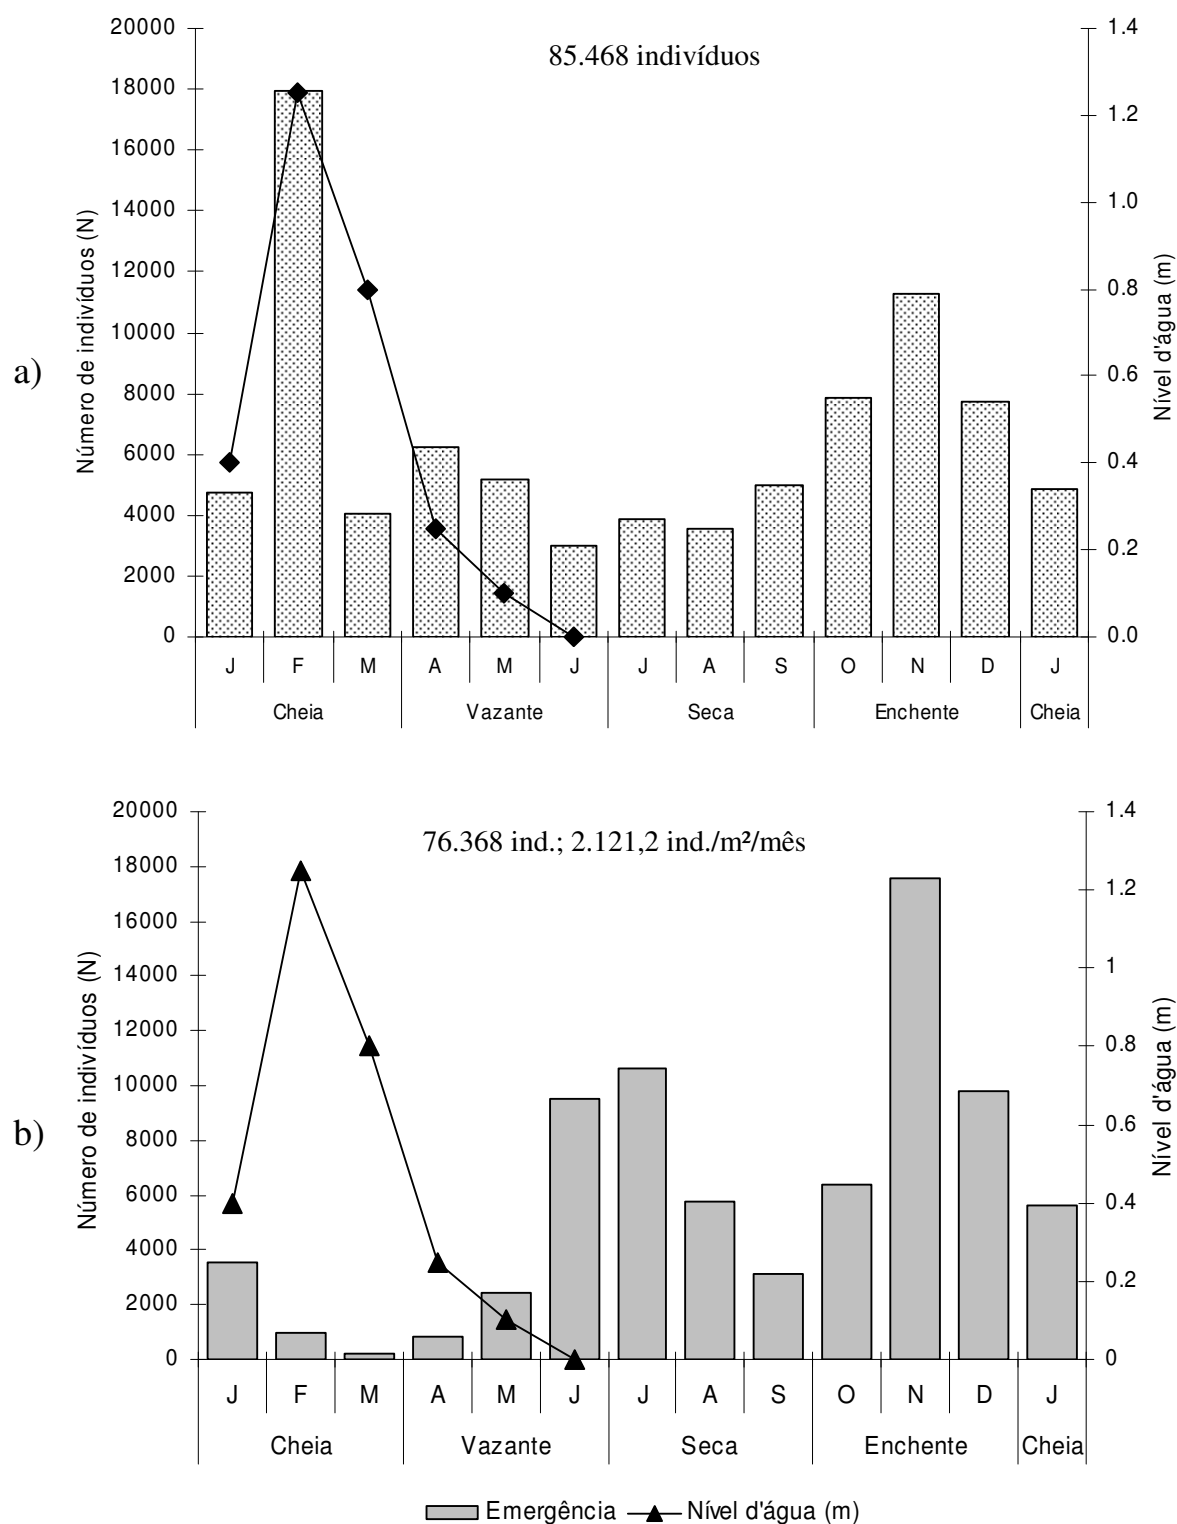 85.468 indivíduos
a)
Número de indivíduos (N)
20000
18000
16000
14000
12000
10000
8000
6000
4000
2000
0
1.4
1.2
1.0
0.8
0.6
0.4
0.2
0.0
Nível d'água (m)
J F M A M J J A S O N D J
Cheia Vazante Seca Enchente Cheia
76.368 ind.; 2.121,2 ind./m²/mês
b)
Número de indivíduos (N)
20000
18000
16000
14000
12000
10000
8000
6000
4000
2000
0
1.4
1.2
1
0.8
0.6
0.4
0.2
0
Nível d'água (m)
J F M A M J J A S O N D J
Cheia Vazante Seca Enchente Cheia
Emergência Nível d'água (m)